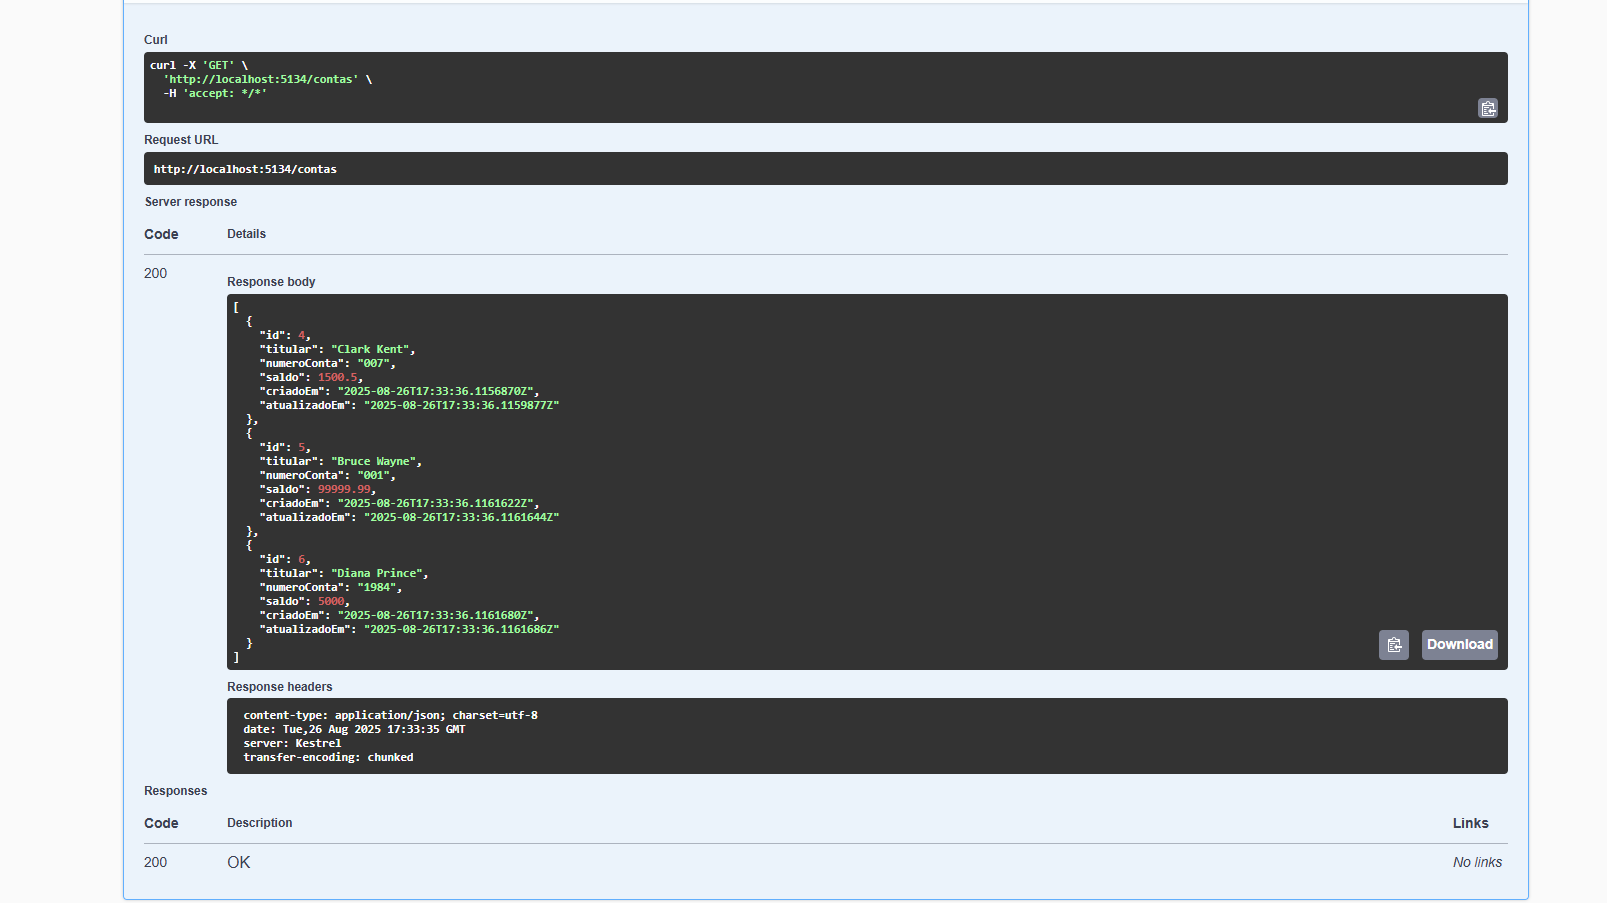 Curl
curl -X 'GET' \
  'http://localhost:5134/contas' \
  -H 'accept: */*'
Request URL
http://localhost:5134/contas
Server response
Code Details
200
Response body
[
  {
    "id": 4,
    "titular": "Clark Kent",
    "numeroConta": "007",
    "saldo": 1500.5,
    "criadoEm": "2025-08-26T17:33:36.1156870Z",
    "atualizadoEm": "2025-08-26T17:33:36.1159877Z"
  },
  {
    "id": 5,
    "titular": "Bruce Wayne",
    "numeroConta": "001",
    "saldo": 99999.99,
    "criadoEm": "2025-08-26T17:33:36.1161622Z",
    "atualizadoEm": "2025-08-26T17:33:36.1161644Z"
  },
  {
    "id": 6,
    "titular": "Diana Prince",
    "numeroConta": "1984",
    "saldo": 5000,
    "criadoEm": "2025-08-26T17:33:36.1161680Z",
    "atualizadoEm": "2025-08-26T17:33:36.1161686Z"
  }
]
Download
Response headers
content-type: application/json; charset=utf-8
date: Tue,26 Aug 2025 17:33:35 GMT
server: Kestrel
transfer-encoding: chunked
Responses
Code Description Links
200 OK No links